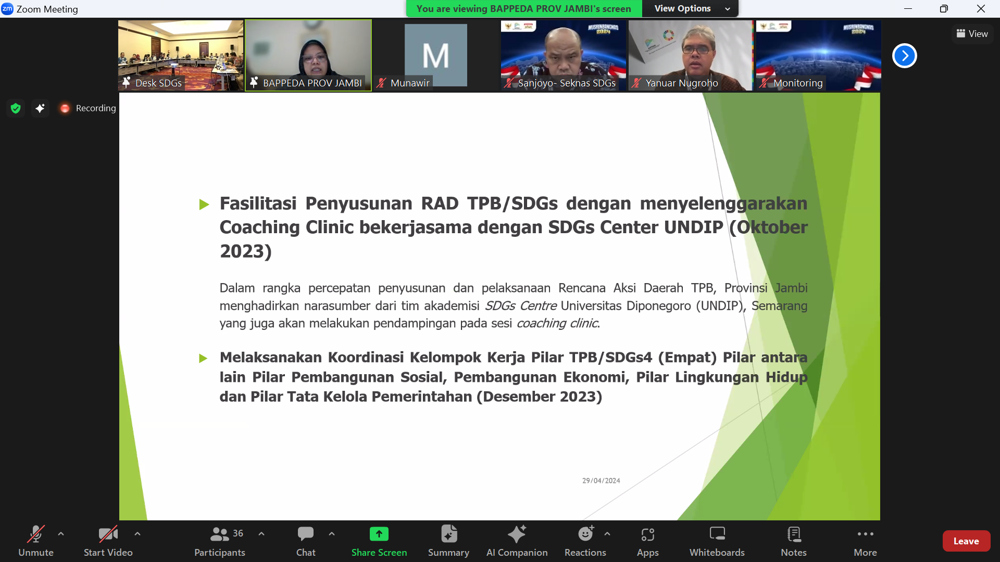 Zoom Meeting
You are viewing BAPPEDA PROV JAMBI's screen
View Options
View
Desk SDGs
BAPPEDA PROV JAMBI
M
Munawir
MUSRENBANGNAS
2024
Sanjoyo- Seknas SDGs
Yanuar Nugroho
MUSRENBANGNAS
2024
Monitoring
Recording
Fasilitasi Penyusunan RAD TPB/SDGs dengan menyelenggarakan
Coaching Clinic bekerjasama dengan SDGs Center UNDIP (Oktober
2023)
Dalam rangka percepatan penyusunan dan pelaksanaan Rencana Aksi Daerah TPB, Provinsi Jambi
menghadirkan narasumber dari tim akademisi SDGs Centre Universitas Diponegoro (UNDIP), Semarang
yang juga akan melakukan pendampingan pada sesi coaching clinic.
Melaksanakan Koordinasi Kelompok Kerja Pilar TPB/SDGs4 (Empat) Pilar antara
lain Pilar Pembangunan Sosial, Pembangunan Ekonomi, Pilar Lingkungan Hidup
dan Pilar Tata Kelola Pemerintahan (Desember 2023)
29/04/2024
Unmute
Start Video
36
Participants
Chat
Share Screen
Summary
AI Companion
Reactions
Apps
Whiteboards
Notes
More
Leave